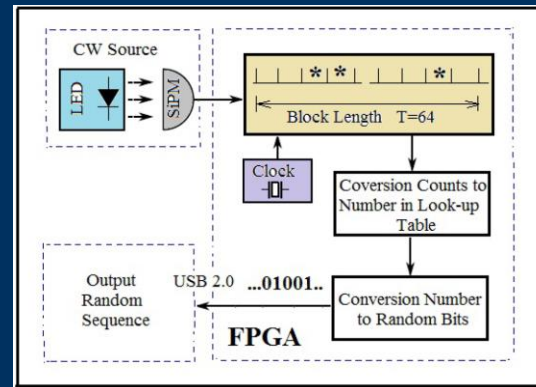 CW Source
LED
SiPM
* * *
Block Length T=64
Clock
Coversion Counts to
Number in Look-up
Table
Conversion Number
to Random Bits
USB 2.0 ...01001..
Output
Random
Sequence
FPGA